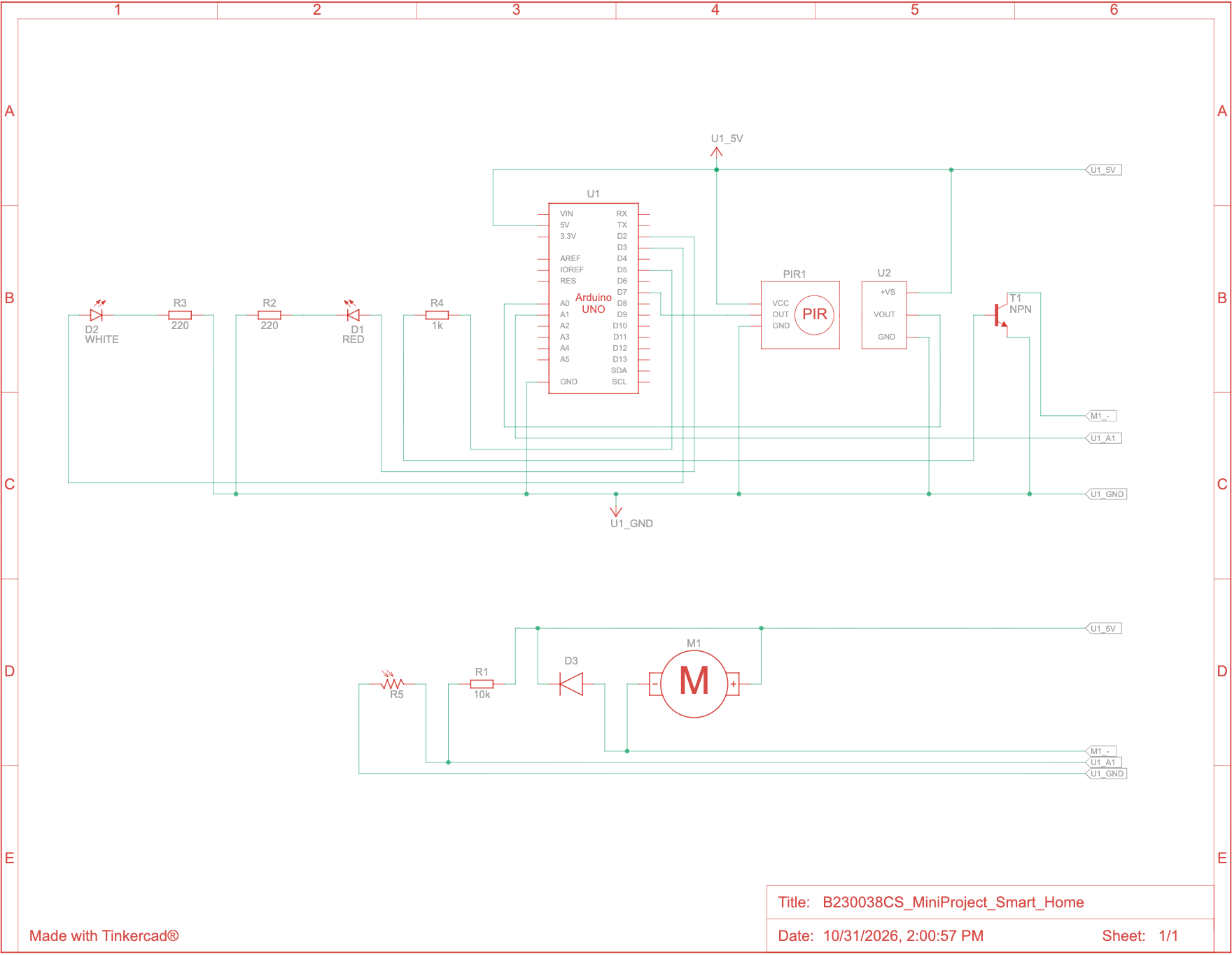 1 2 3 4 5 6
A A
U1_5V
U1_5V
U1
VIN RX
5V TX
3.3V D2
D3
AREF D4
IOREF D5
RES D6
D7
A0 D8
A1 D9
A2 D10
A3 D11
A4 D12
A5 D13
SDA
GND SCL
Arduino
UNO
B B
D2
WHITE
R3
220
R2
220
D1
RED
R4
1k
PIR1
VCC
OUT
GND
PIR
U2
+VS
VOUT
GND
T1
NPN
M1_-
U1_A1
C C
U1_GND
U1_GND
U1_5V
D D
R5
R1
10k
D3
M1
- M +
M1_-
U1_A1
U1_GND
E E
Title: B230038CS_MiniProject_Smart_Home
Made with Tinkercad®
Date: 10/31/2026, 2:00:57 PM Sheet: 1/1